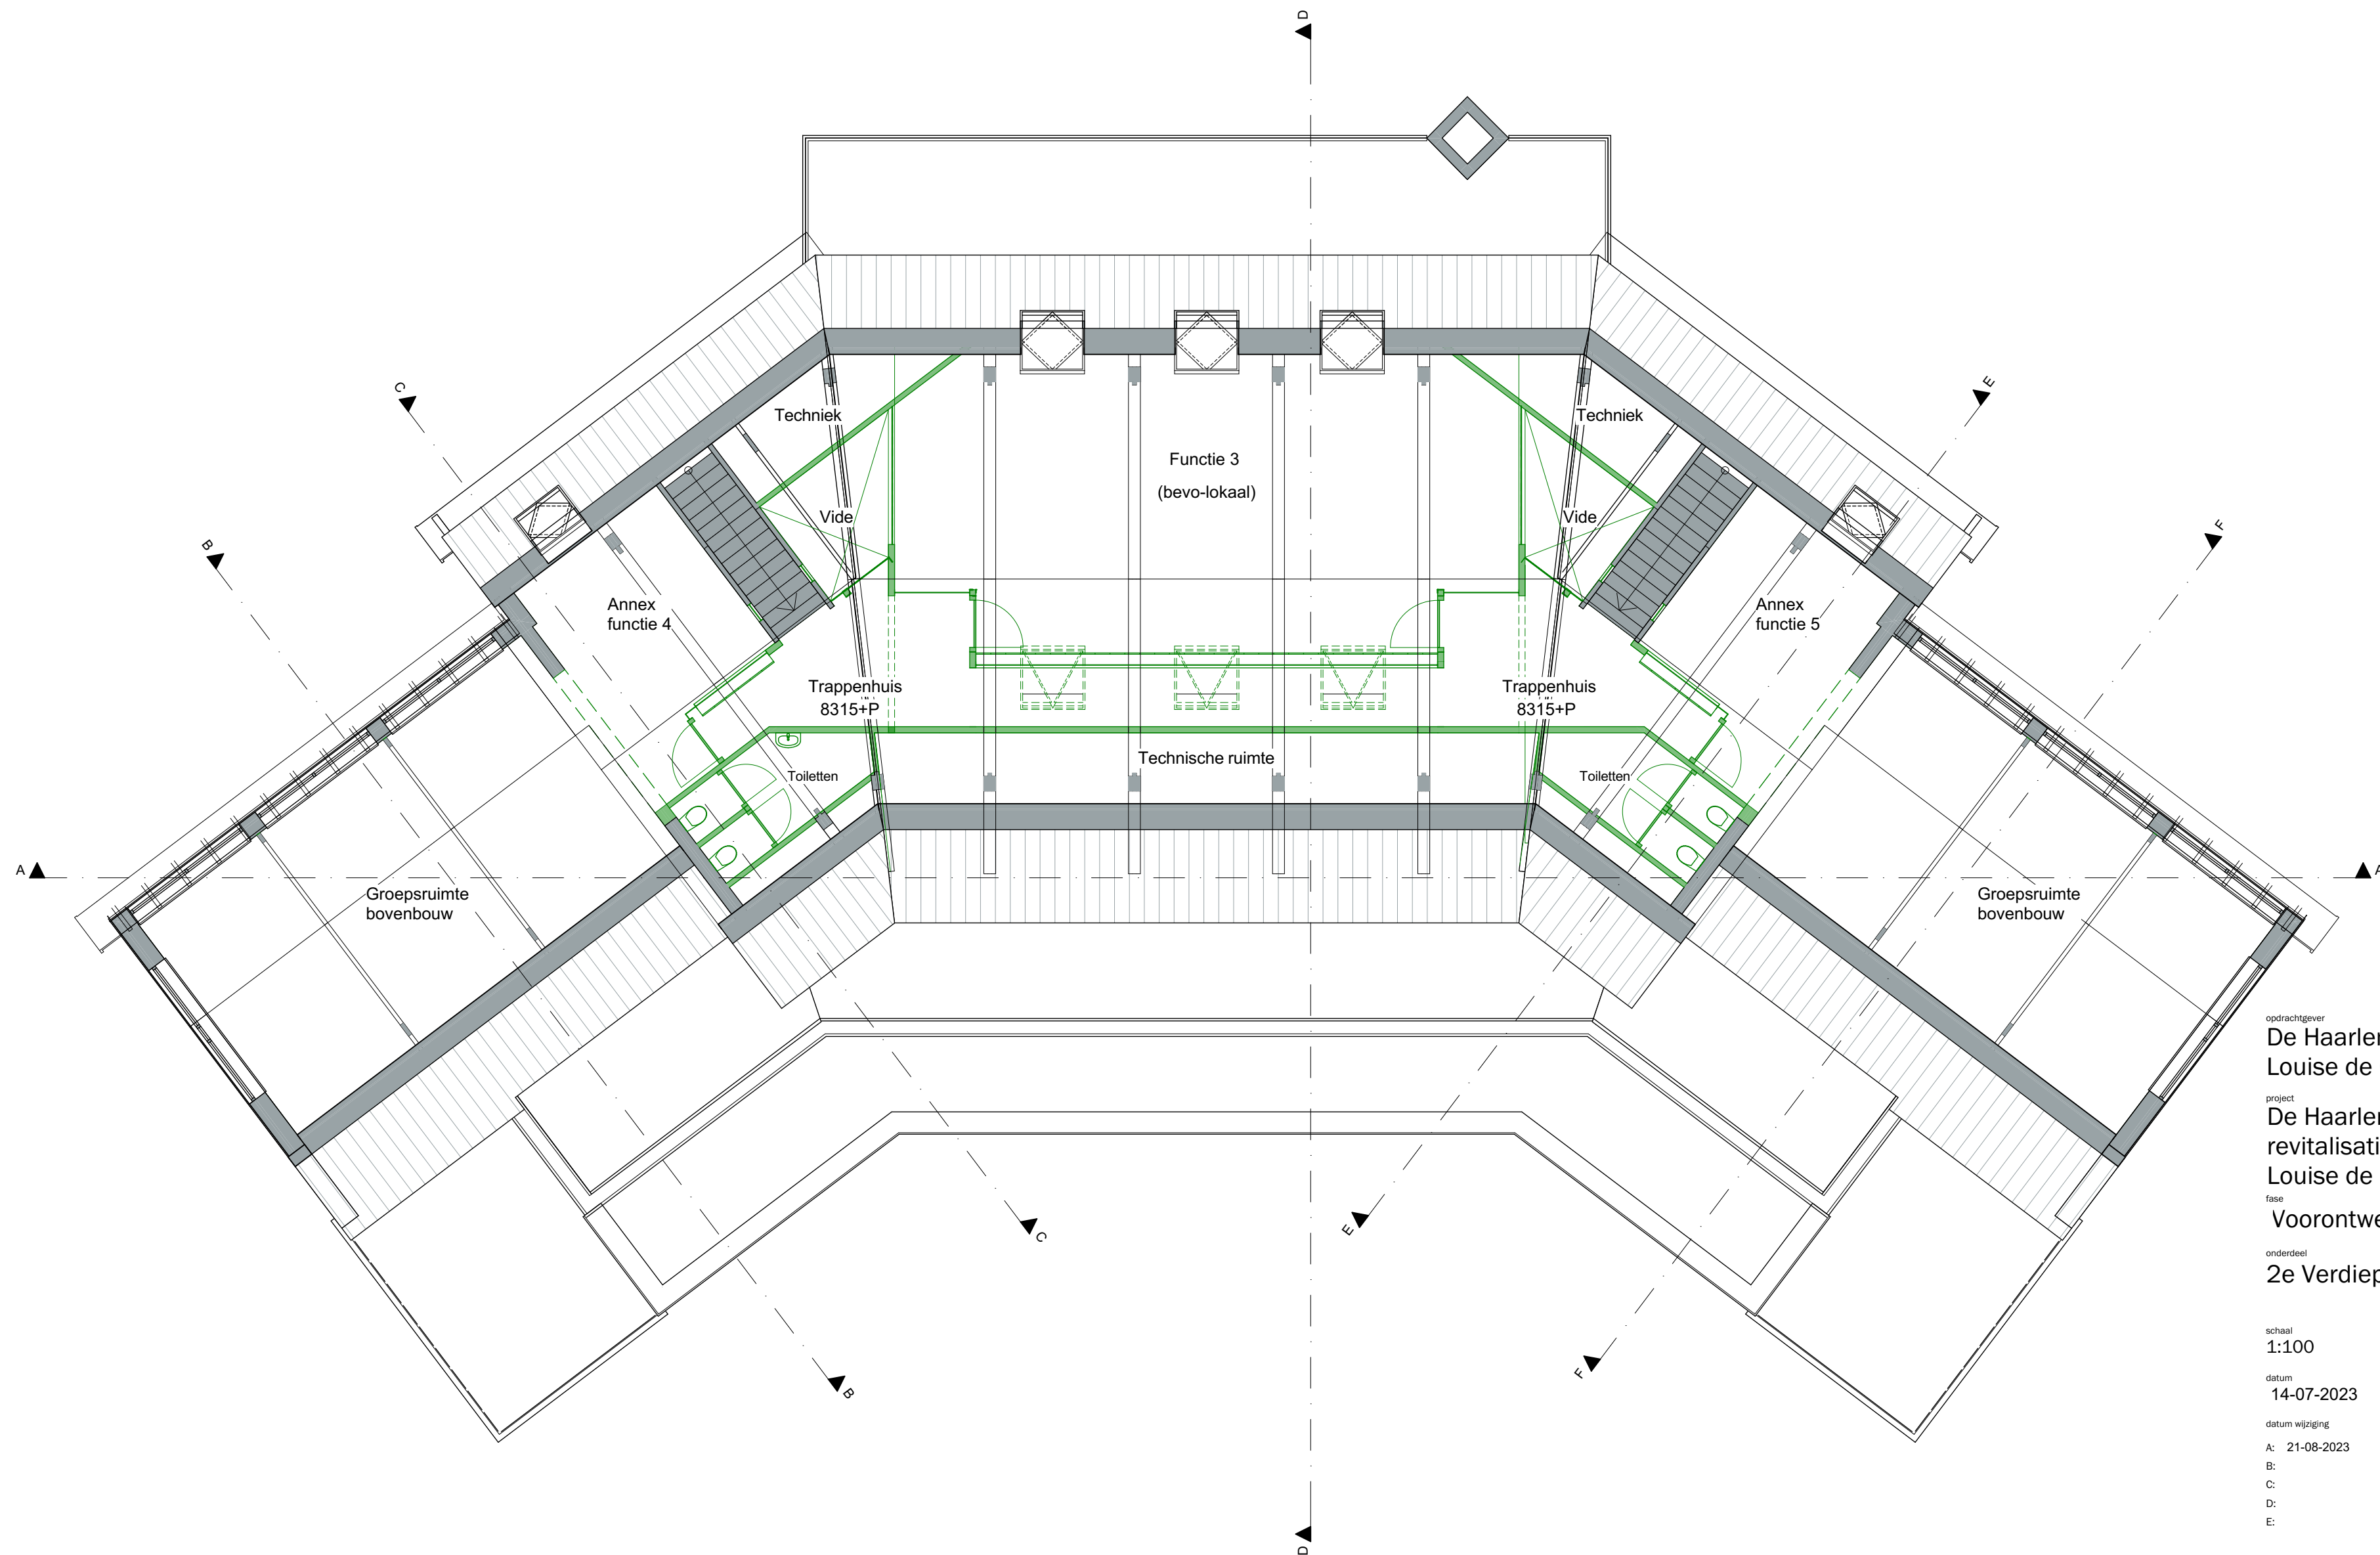 D
C
E
B
F
Techniek
Techniek
Functie 3
(bevo-lokaal)
Vide
Vide
Annex
functie 4
Annex
functie 5
Trappenhuis
8315+P
Trappenhuis
8315+P
Technische ruimte
Toiletten
Toiletten
A
A
Groepsruimte
bovenbouw
Groepsruimte
bovenbouw
C
E
B
F
D
opdrachtgever
De Haarle
Louise de
project
De Haarle
revitalisati
Louise de
fase
Voorontwe
onderdeel
2e Verdiep
schaal
1:100
datum
14-07-2023
datum wijziging
A: 21-08-2023
B:
C:
D:
E: